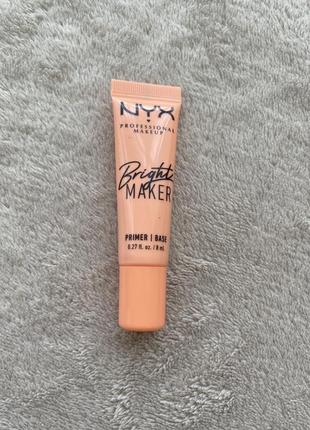 NYX
PROFESSIONAL
MAKEUP
Bright
MAKER
PRIMER | BASE
0.27 fl. oz. / 8 mL